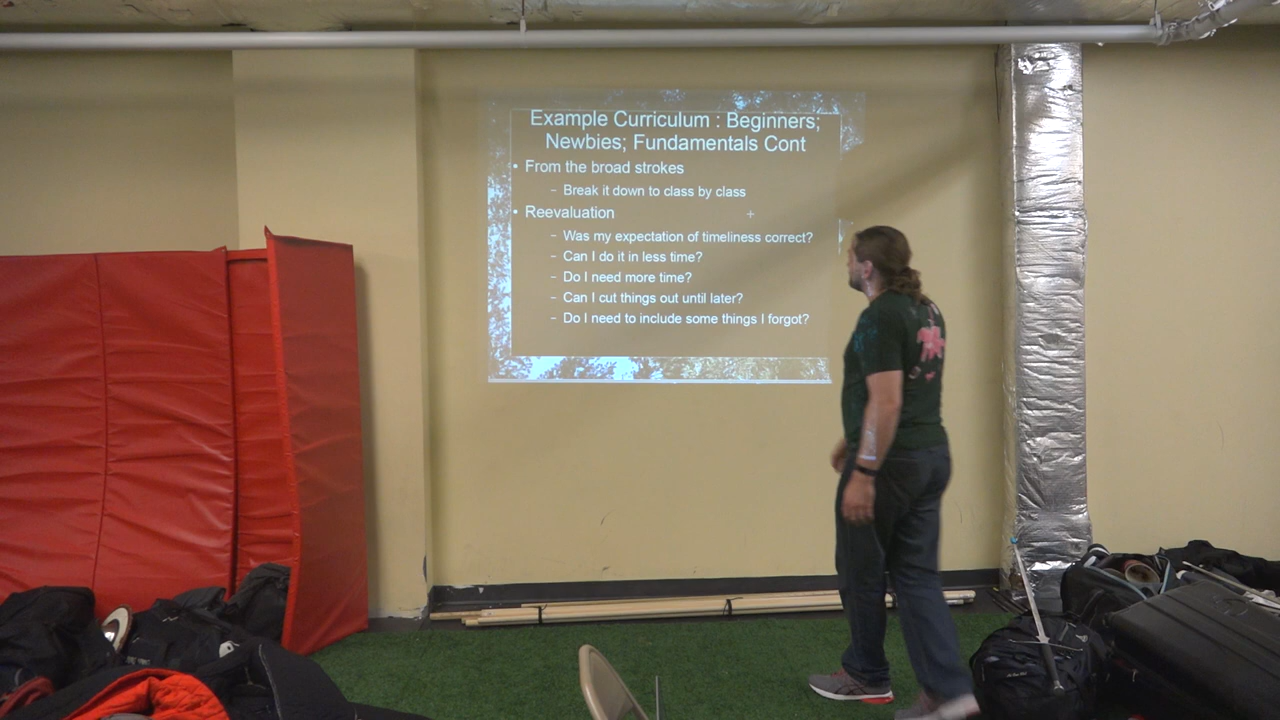 Example Curriculum : Beginners;
Newbies; Fundamentals Cont
• From the broad strokes
– Break it down to class by class
• Reevaluation
– Was my expectation of timeliness correct?
– Can I do it in less time?
– Do I need more time?
– Can I cut things out until later?
– Do I need to include some things I forgot?